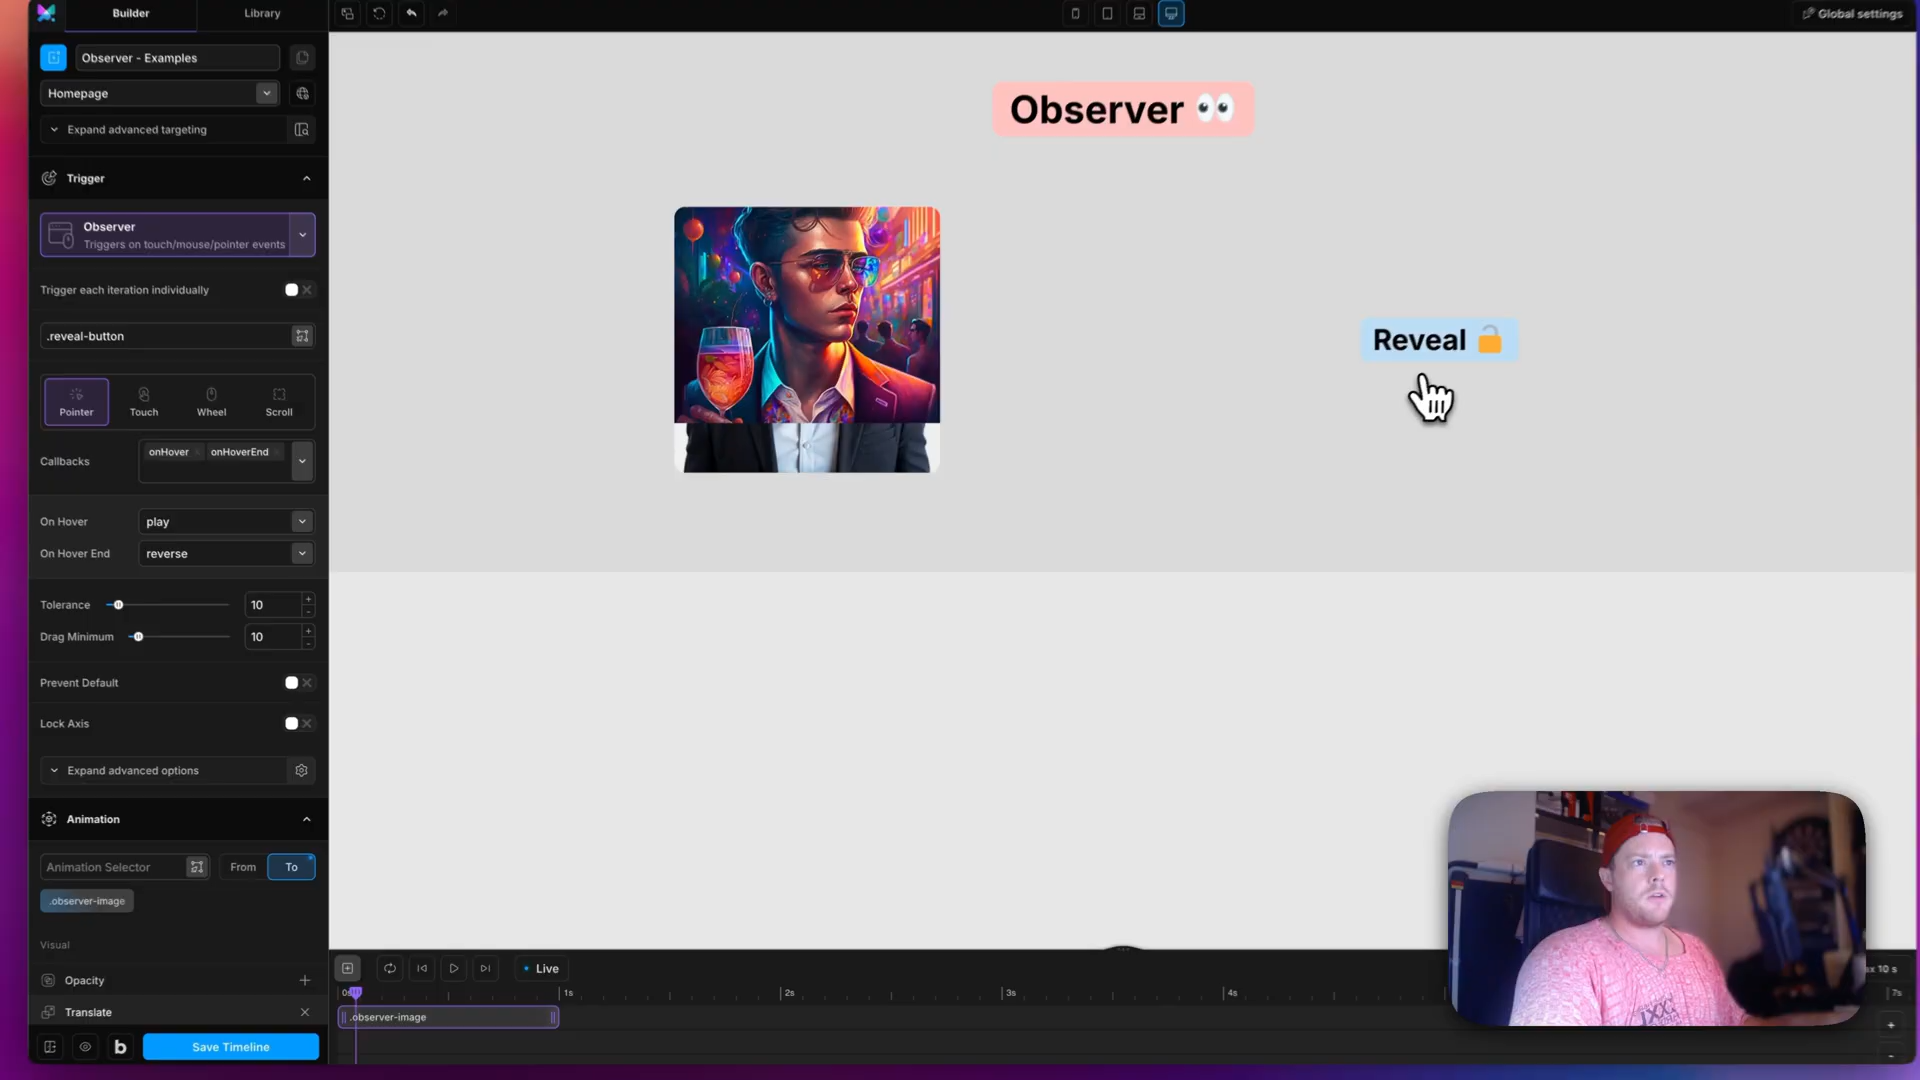 Builder
Library
Global settings
Observer - Examples
Homepage
Expand advanced targeting
Trigger
Observer
Triggers on touch/mouse/pointer events
Trigger each iteration individually
.reveal-button
Pointer
Touch
Wheel
Scroll
Callbacks
onHover
onHoverEnd
On Hover
play
On Hover End
reverse
Tolerance
10
Drag Minimum
10
Prevent Default
Lock Axis
Expand advanced options
Animation
Animation Selector
From
To
.observer-image
Visual
Opacity
Translate
b
Save Timeline
Observer 👀
Reveal 🔓
Live
1s
2s
3s
4s
7s
10 s
.observer-image